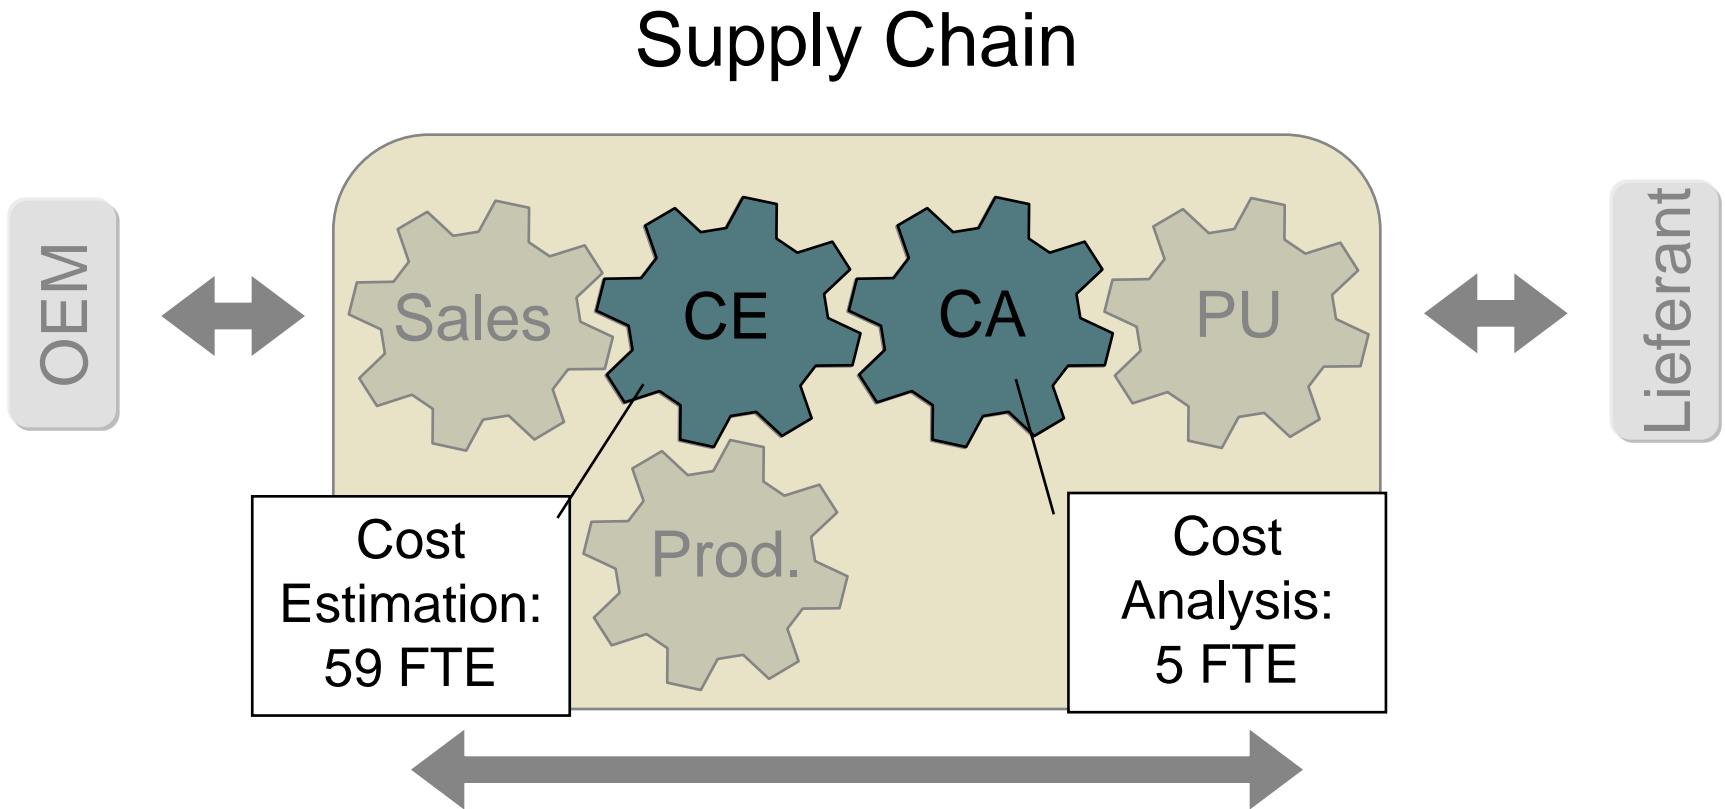 Supply Chain
OEM
Sales
CE
CA
PU
Lieferant
Prod.
Cost
Estimation:
59 FTE
Cost
Analysis:
5 FTE